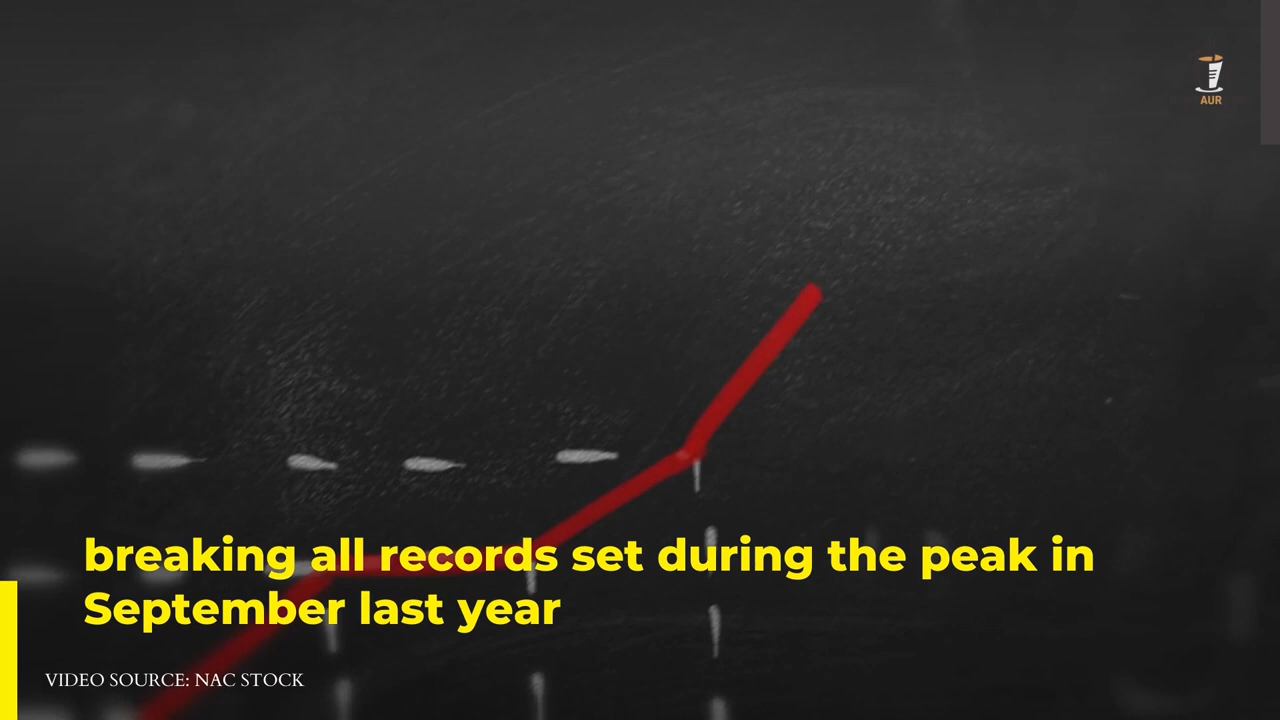 AUR
breaking all records set during the peak in
September last year
VIDEO SOURCE: NAC STOCK